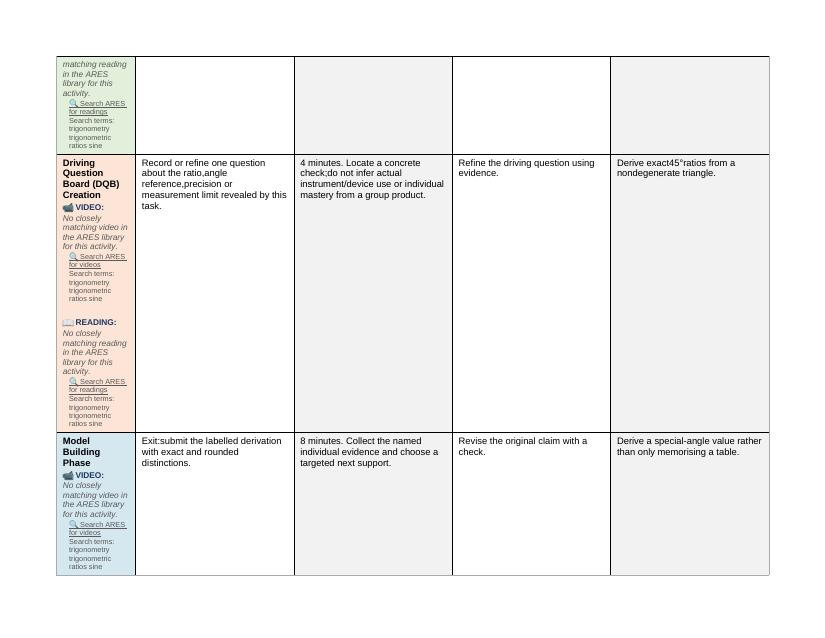 matching reading
in the ARES
library for this
activity.
🔍 Search ARES
for readings
Search terms:
trigonometry
trigonometric
ratios sine
Driving
Question
Board (DQB)
Creation
📹 VIDEO:
No closely
matching video in
the ARES library
for this activity.
🔍 Search ARES
for videos
Search terms:
trigonometry
trigonometric
ratios sine
📖 READING:
No closely
matching reading
in the ARES
library for this
activity.
🔍 Search ARES
for readings
Search terms:
trigonometry
trigonometric
ratios sine
Record or refine one question
about the ratio,angle
reference,precision or
measurement limit revealed by this
task.
4 minutes. Locate a concrete
check;do not infer actual
instrument/device use or individual
mastery from a group product.
Refine the driving question using
evidence.
Derive exact45°ratios from a
nondegenerate triangle.
Model
Building
Phase
📹 VIDEO:
No closely
matching video in
the ARES library
for this activity.
🔍 Search ARES
for videos
Search terms:
trigonometry
trigonometric
ratios sine
Exit:submit the labelled derivation
with exact and rounded
distinctions.
8 minutes. Collect the named
individual evidence and choose a
targeted next support.
Revise the original claim with a
check.
Derive a special-angle value rather
than only memorising a table.